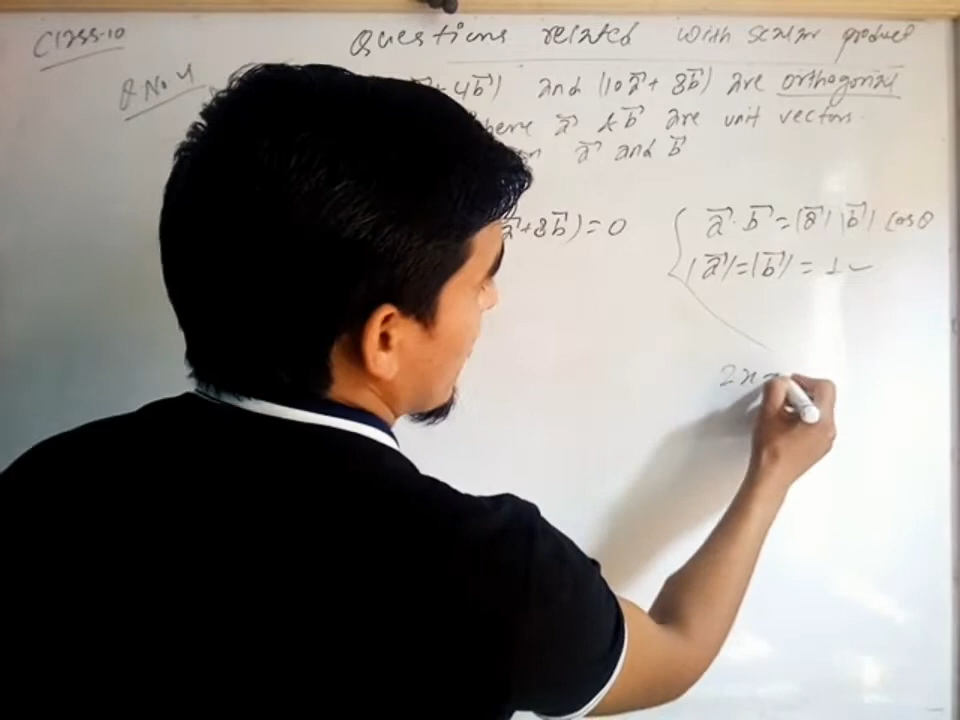 Class-10
Questions related with scalar product
Q No 4
+ 4b⃗) and (10a⃗ + 8b⃗) are orthogonal
here a⃗ & b⃗ are unit vectors.
a⃗ and b⃗
a⃗+8b⃗) = 0
a⃗·b⃗ = |a⃗| |b⃗| cosθ
|a⃗| = |b⃗| = 1
2x